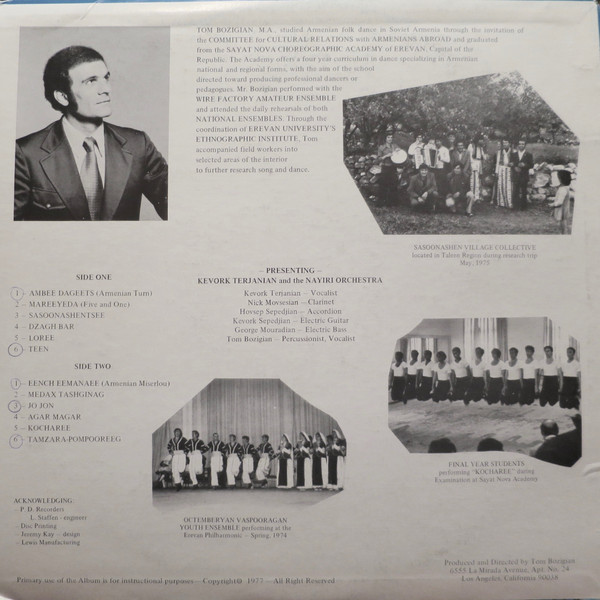 TOM BOZIGIAN, M.A., studied Armenian folk dance in Soviet Armenia through the invitation of
the COMMITTEE for CULTURAL RELATIONS with ARMENIANS ABROAD and graduated
from the SAYAT NOVA CHOREOGRAPHIC ACADEMY of EREVAN, Capital of the
Republic. The Academy offers a four year curriculum in dance specializing in Armenian
national and regional forms, with the aim of the school
directed toward producing professional dancers or
pedagogues. Mr. Bozigian performed with the
WIRE FACTORY AMATEUR ENSEMBLE
and attended the daily rehearsals of both
NATIONAL ENSEMBLES. Through the
coordination of EREVAN UNIVERSITY'S
ETHNOGRAPHIC INSTITUTE, Tom
accompanied field workers into
selected areas of the interior
to further research song and dance.
SASOONASHEN VILLAGE COLLECTIVE
located in Taleen Region during research trip
May, 1975
– PRESENTING –
KEVORK TERJANIAN and the NAYIRI ORCHESTRA
Kevork Terjanian – Vocalist
Nick Movsesian – Clarinet
Hovsep Sepedjian – Accordion
Kevork Sepedjian – Electric Guitar
George Mouradian – Electric Bass
Tom Bozigian – Percussionist, Vocalist
SIDE ONE
1 – AMBEE DAGEETS (Armenian Turn)
2 – MAREEYEDA (Five and One)
3 – SASOONASHENTSEE
4 – DZAGH BAR
5 – LOREE
6 – TEEN
SIDE TWO
1 – EENCH EEMANAEE (Armenian Miserlou)
2 – MEDAX TASHGINAG
3 – JO JON
4 – AGAR MAGAR
5 – KOCHAREE
6 – TAMZARA-POMPOOREEG
FINAL YEAR STUDENTS
performing "KOCHAREE" during
Examination at Sayat Nova Academy
OCTEMBERYAN VASPOORAGAN
YOUTH ENSEMBLE performing at the
Erevan Philharmonic – Spring, 1974
ACKNOWLEDGING:
– P. D. Recorders
L. Staffan - engineer
– Disc Printing
– Jeremy Kay – design
– Lewis Manufacturing
Produced and Directed by Tom Bozigian
6555 La Mirada Avenue, Apt. No. 24
Los Angeles, California 90038
Primary use of the Album is for instructional purposes – Copyright© 1977 – All Right Reserved